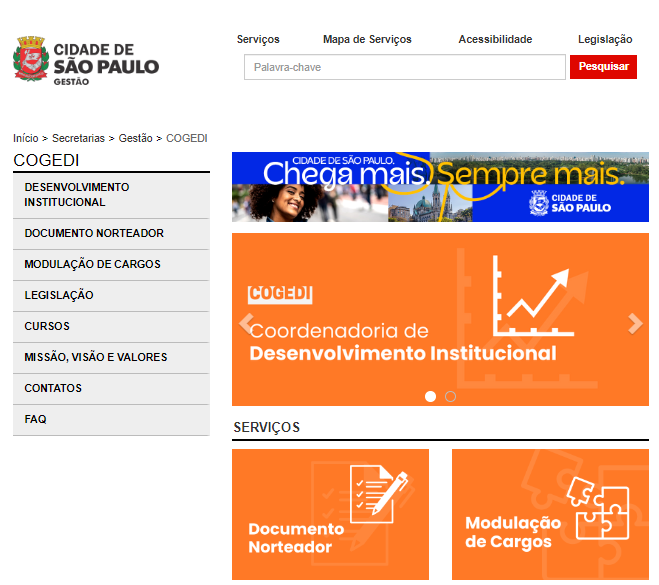 CIDADE DE
SÃO PAULO
GESTÃO
Serviços
Mapa de Serviços
Acessibilidade
Legislação
Palavra-chave
Pesquisar
Início > Secretarias > Gestão > COGEDI
COGEDI
DESENVOLVIMENTO
INSTITUCIONAL
DOCUMENTO NORTEADOR
MODULAÇÃO DE CARGOS
LEGISLAÇÃO
CURSOS
MISSÃO, VISÃO E VALORES
CONTATOS
FAQ
CIDADE DE SÃO PAULO.
Chega mais. Sempre mais.
CIDADE DE
SÃO PAULO
COGEDI
Coordenadoria de
Desenvolvimento Institucional
SERVIÇOS
Documento
Norteador
Modulação
de Cargos